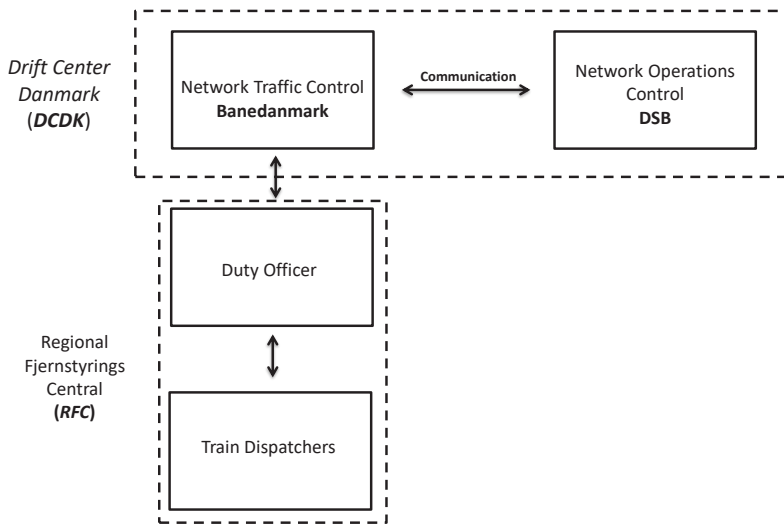 Drift Center
Danmark
(DCDK)
Network Traffic Control
Banedanmark
Communication
Network Operations
Control
DSB
Duty Officer
Regional
Fjernstyrings
Central
(RFC)
Train Dispatchers